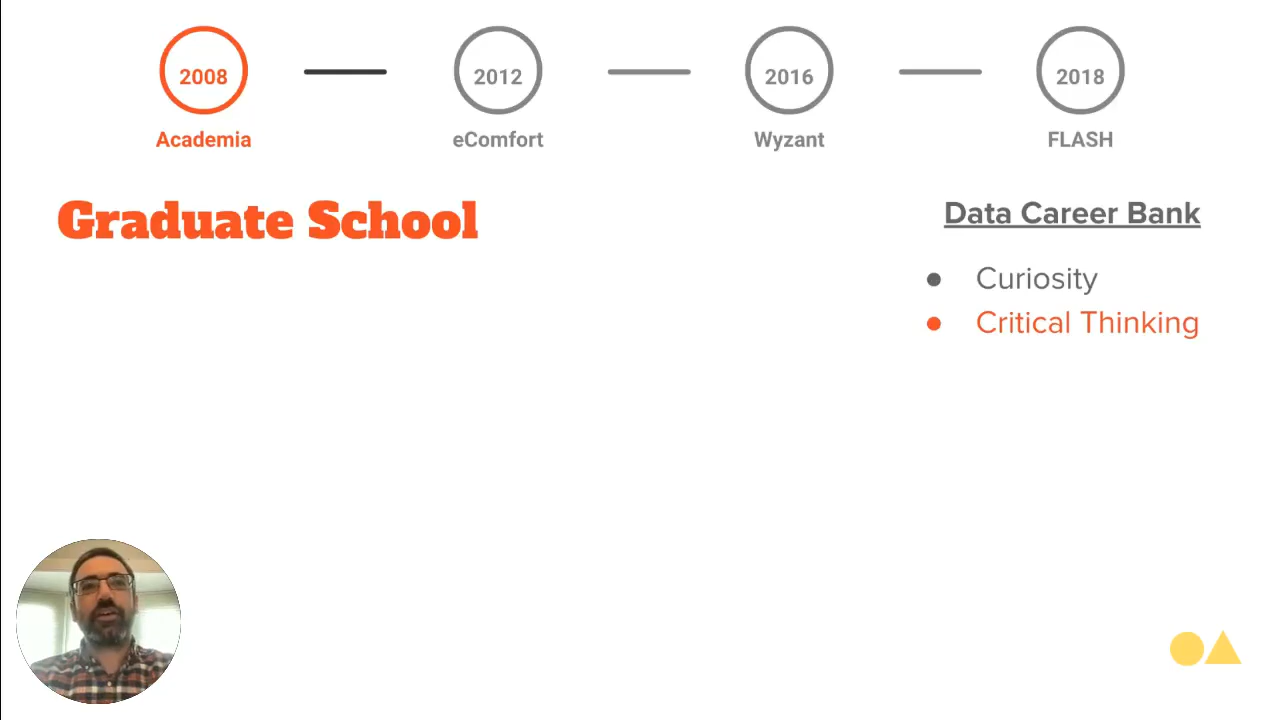 2008
2012
2016
2018
Academia
eComfort
Wyzant
FLASH
Graduate School
Data Career Bank
Curiosity
Critical Thinking